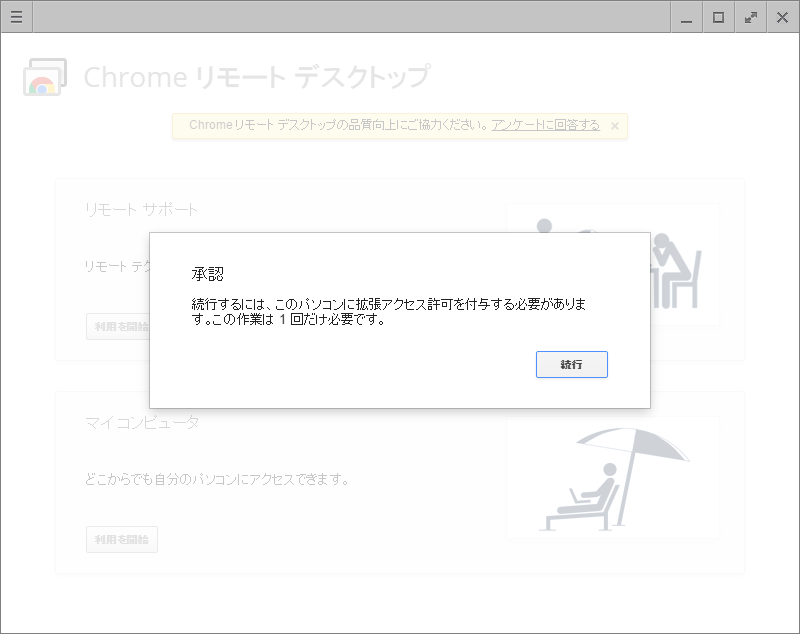 Chrome リモート デスクトップ
Chrome リモート デスクトップの品質向上にご協力ください。 アンケートに回答する ×
リモート サポート
リモート テク
利用を開始
承認
続行するには、このパソコンに拡張アクセス許可を付与する必要がありま
す。この作業は 1 回だけ必要です。
続行
マイ コンピュータ
どこからでも自分のパソコンにアクセスできます。
利用を開始